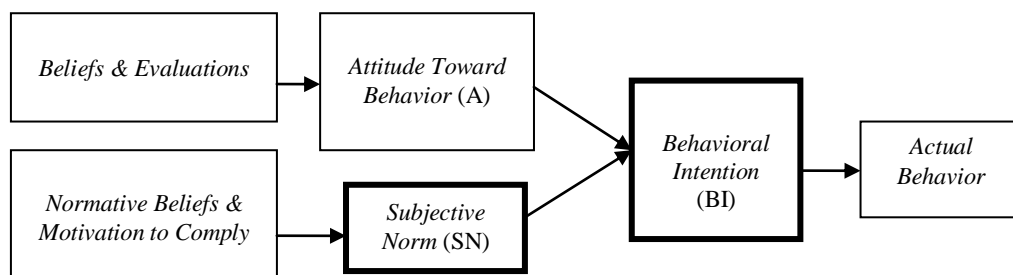 Beliefs & Evaluations
Attitude Toward
Behavior (A)
Normative Beliefs &
Motivation to Comply
Subjective
Norm (SN)
Behavioral
Intention
(BI)
Actual
Behavior